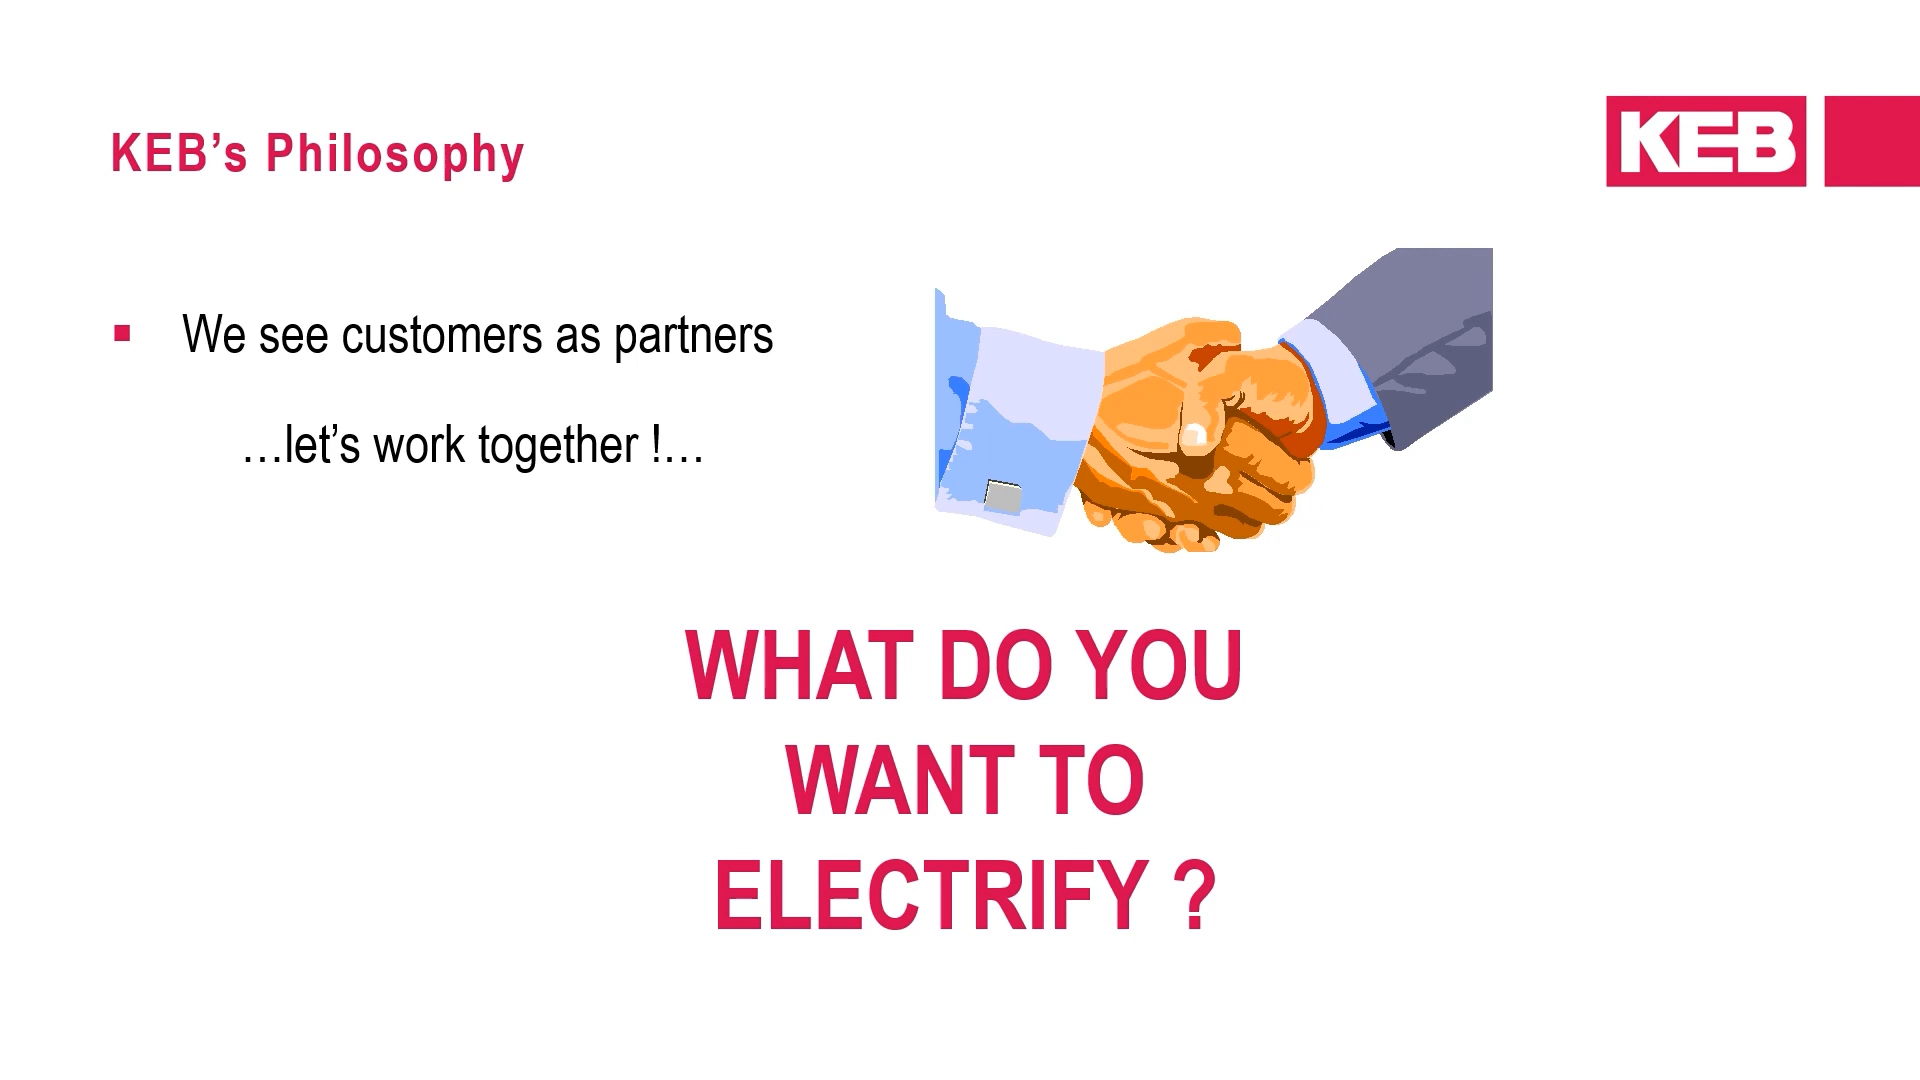 KEB’s Philosophy
KEB
▪ We see customers as partners
…let’s work together !…
WHAT DO YOU
WANT TO
ELECTRIFY ?